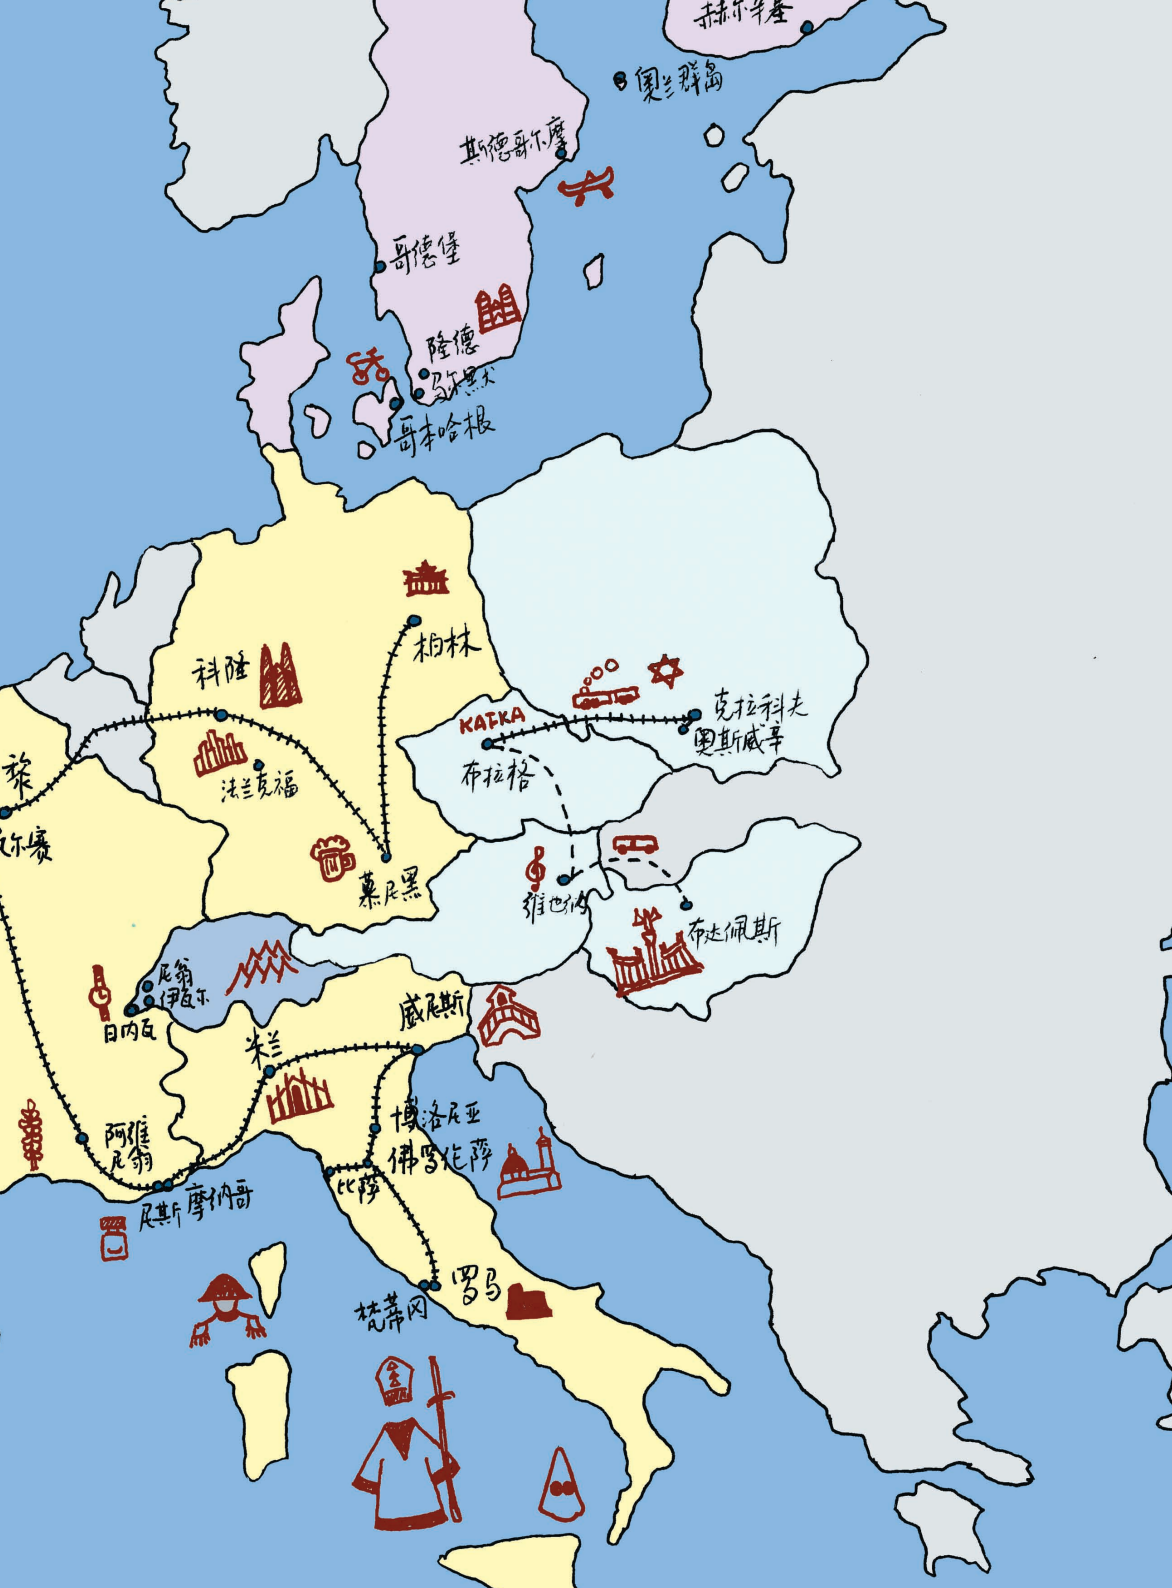 赫尔辛基
奥兰群岛
斯德哥尔摩
哥德堡
隆德
马尔默
哥本哈根
柏林
科隆
KAFKA
克拉科夫
奥斯威辛
布拉格
法兰克福
黎
尔赛
慕尼黑
维也纳
布达佩斯
尼翁
伊瓦尔
日内瓦
威尼斯
米兰
博洛尼亚
阿维
尼翁
佛罗伦萨
比萨
尼斯
摩纳哥
罗马
梵蒂冈